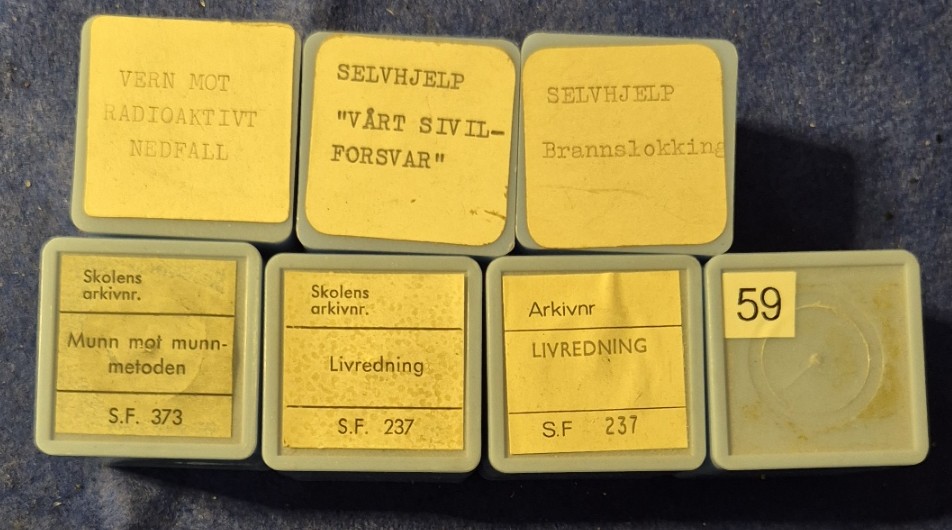 VERN MOT
RADIOAKTIVT
NEDFALL
SELVHJELP
"VÅRT SIVIL-
FORSVAR"
SELVHJELP
Brannslokking
Skolens
arkivnr.
Munn mot munn-
metoden
S.F. 373
Skolens
arkivnr.
Livredning
S.F. 237
Arkivnr
LIVREDNING
S.F 237
59